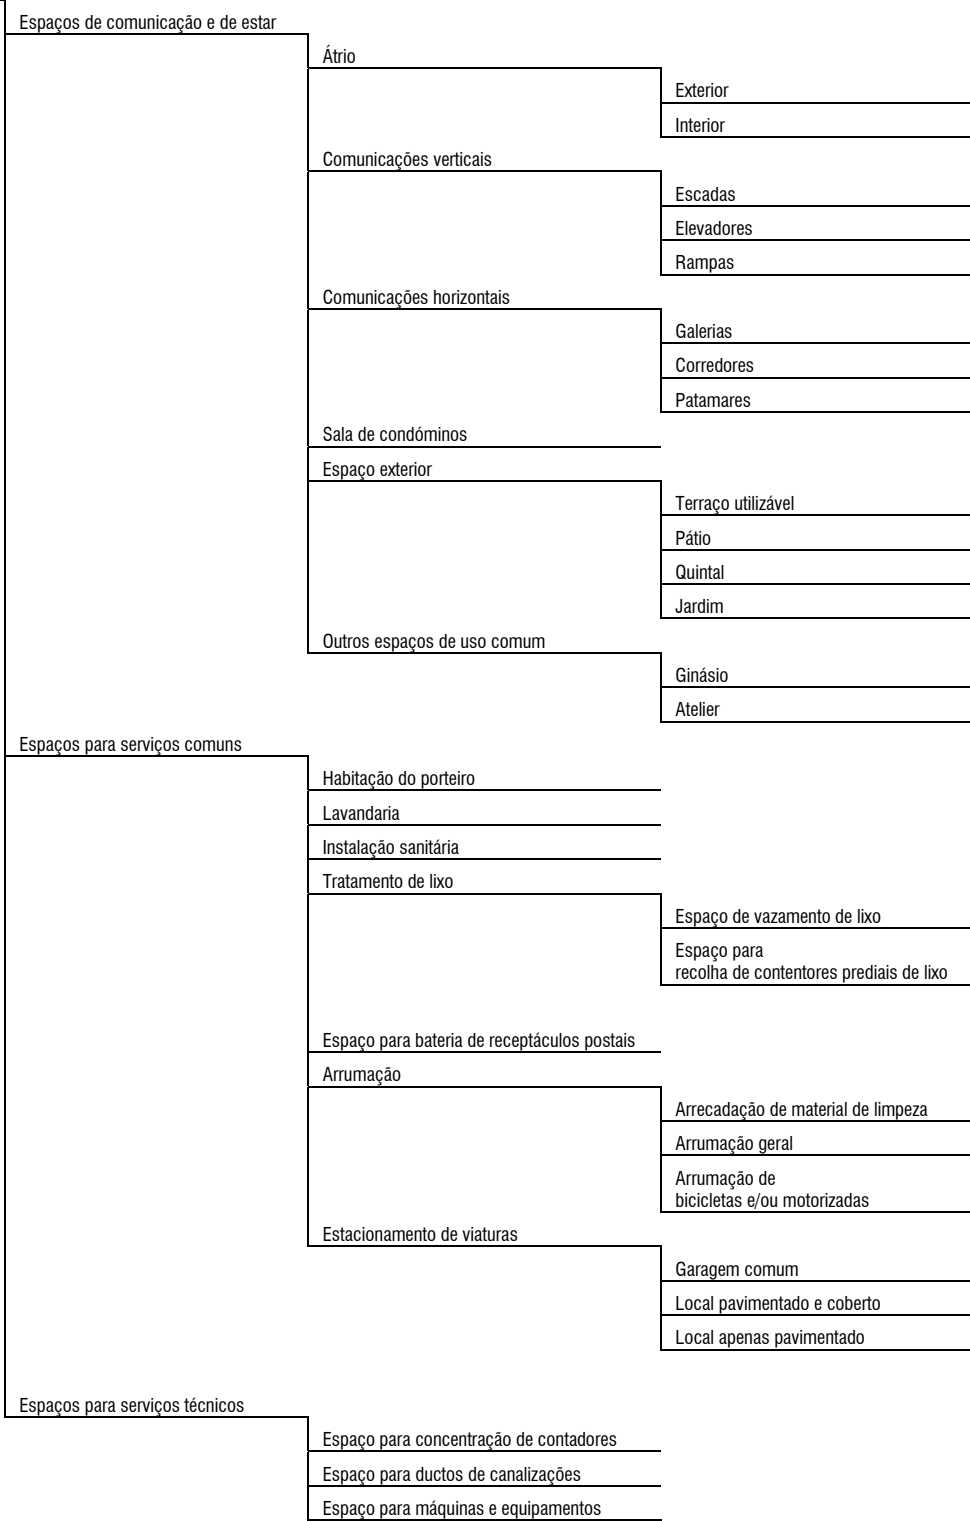 Espaços de comunicação e de estar
Átrio
Exterior
Interior
Comunicações verticais
Escadas
Elevadores
Rampas
Comunicações horizontais
Galerias
Corredores
Patamares
Sala de condóminos
Espaço exterior
Terraço utilizável
Pátio
Quintal
Jardim
Outros espaços de uso comum
Ginásio
Atelier
Espaços para serviços comuns
Habitação do porteiro
Lavandaria
Instalação sanitária
Tratamento de lixo
Espaço de vazamento de lixo
Espaço para
recolha de contentores prediais de lixo
Espaço para bateria de receptáculos postais
Arrumação
Arrecadação de material de limpeza
Arrumação geral
Arrumação de
bicicletas e/ou motorizadas
Estacionamento de viaturas
Garagem comum
Local pavimentado e coberto
Local apenas pavimentado
Espaços para serviços técnicos
Espaço para concentração de contadores
Espaço para ductos de canalizações
Espaço para máquinas e equipamentos